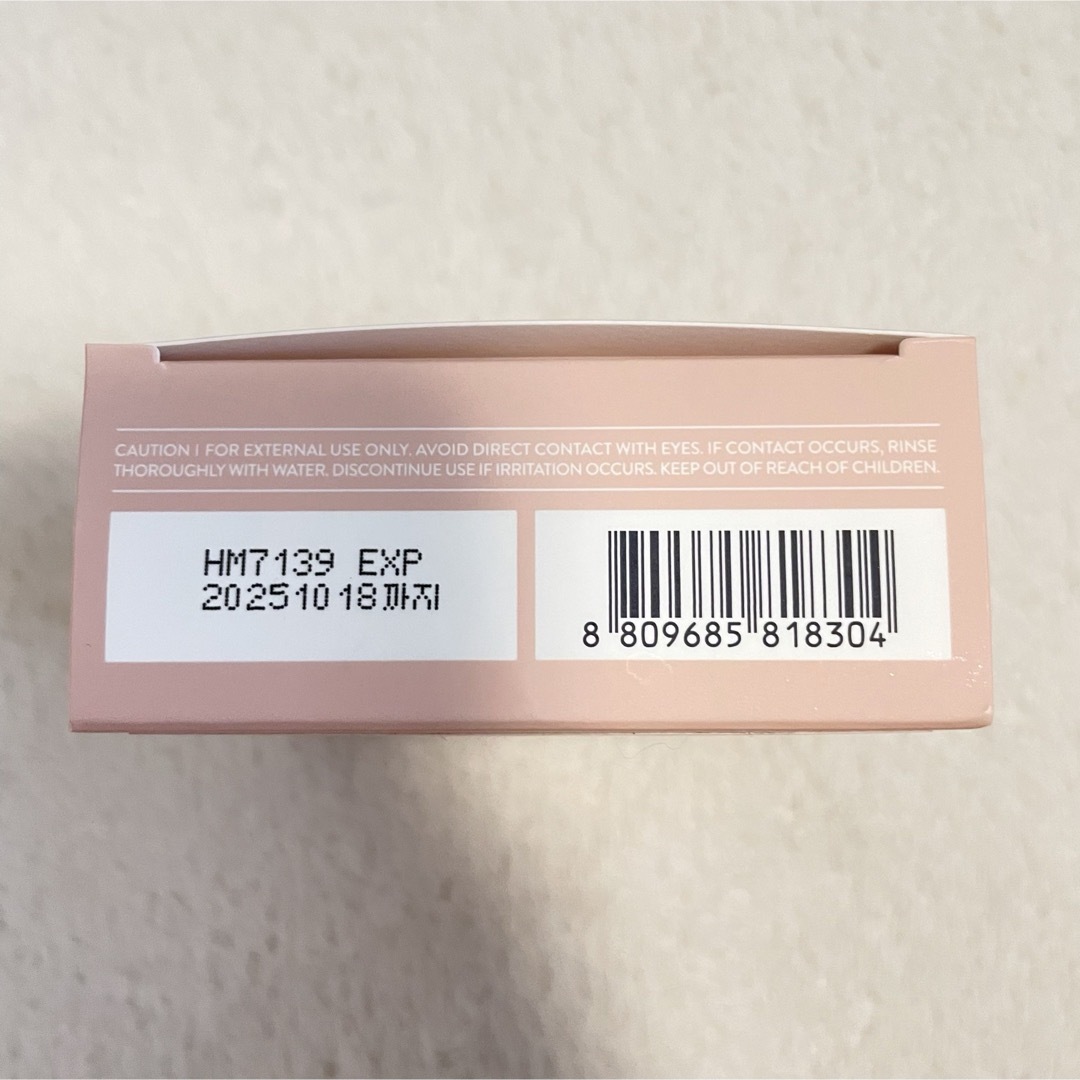 CAUTION | FOR EXTERNAL USE ONLY. AVOID DIRECT CONTACT WITH EYES. IF CONTACT OCCURS, RINSE
THOROUGHLY WITH WATER. DISCONTINUE USE IF IRRITATION OCCURS. KEEP OUT OF REACH OF CHILDREN.
HM7139 EXP
20251018까지
8 809685 818304